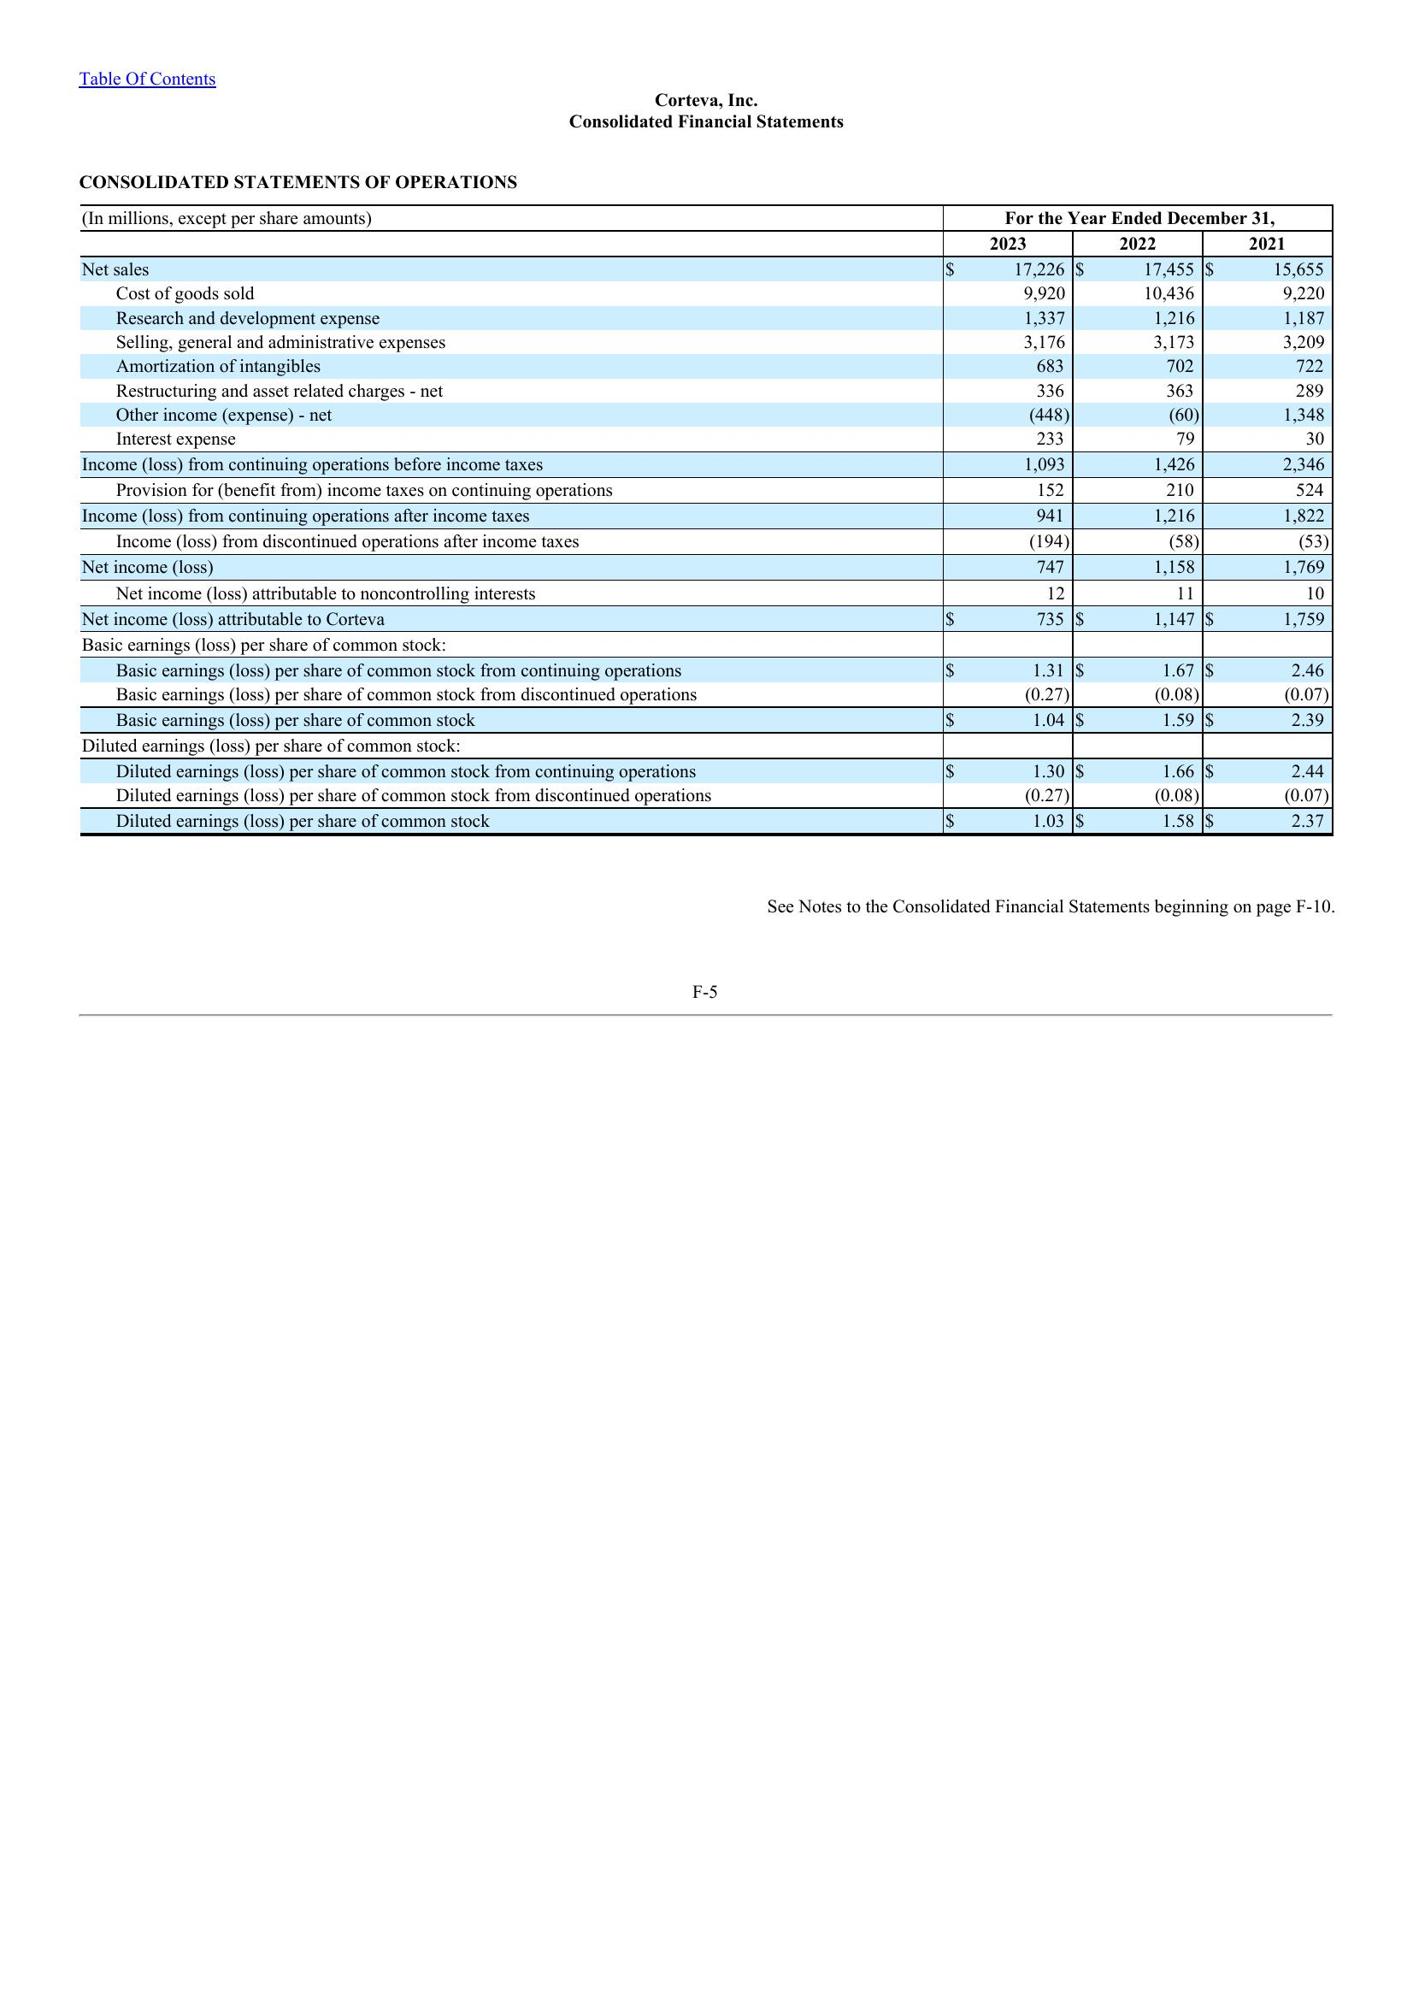 Table Of Contents
Corteva, Inc.
Consolidated Financial Statements
CONSOLIDATED STATEMENTS OF OPERATIONS
(In millions, except per share amounts) For the Year Ended December 31,
2023 2022 2021
Net sales $ 17,226 $ 17,455 $ 15,655
Cost of goods sold 9,920 10,436 9,220
Research and development expense 1,337 1,216 1,187
Selling, general and administrative expenses 3,176 3,173 3,209
Amortization of intangibles 683 702 722
Restructuring and asset related charges - net 336 363 289
Other income (expense) - net (448) (60) 1,348
Interest expense 233 79 30
Income (loss) from continuing operations before income taxes 1,093 1,426 2,346
Provision for (benefit from) income taxes on continuing operations 152 210 524
Income (loss) from continuing operations after income taxes 941 1,216 1,822
Income (loss) from discontinued operations after income taxes (194) (58) (53)
Net income (loss) 747 1,158 1,769
Net income (loss) attributable to noncontrolling interests 12 11 10
Net income (loss) attributable to Corteva $ 735 $ 1,147 $ 1,759
Basic earnings (loss) per share of common stock:
Basic earnings (loss) per share of common stock from continuing operations $ 1.31 $ 1.67 $ 2.46
Basic earnings (loss) per share of common stock from discontinued operations (0.27) (0.08) (0.07)
Basic earnings (loss) per share of common stock $ 1.04 $ 1.59 $ 2.39
Diluted earnings (loss) per share of common stock:
Diluted earnings (loss) per share of common stock from continuing operations $ 1.30 $ 1.66 $ 2.44
Diluted earnings (loss) per share of common stock from discontinued operations (0.27) (0.08) (0.07)
Diluted earnings (loss) per share of common stock $ 1.03 $ 1.58 $ 2.37
See Notes to the Consolidated Financial Statements beginning on page F-10.
F-5